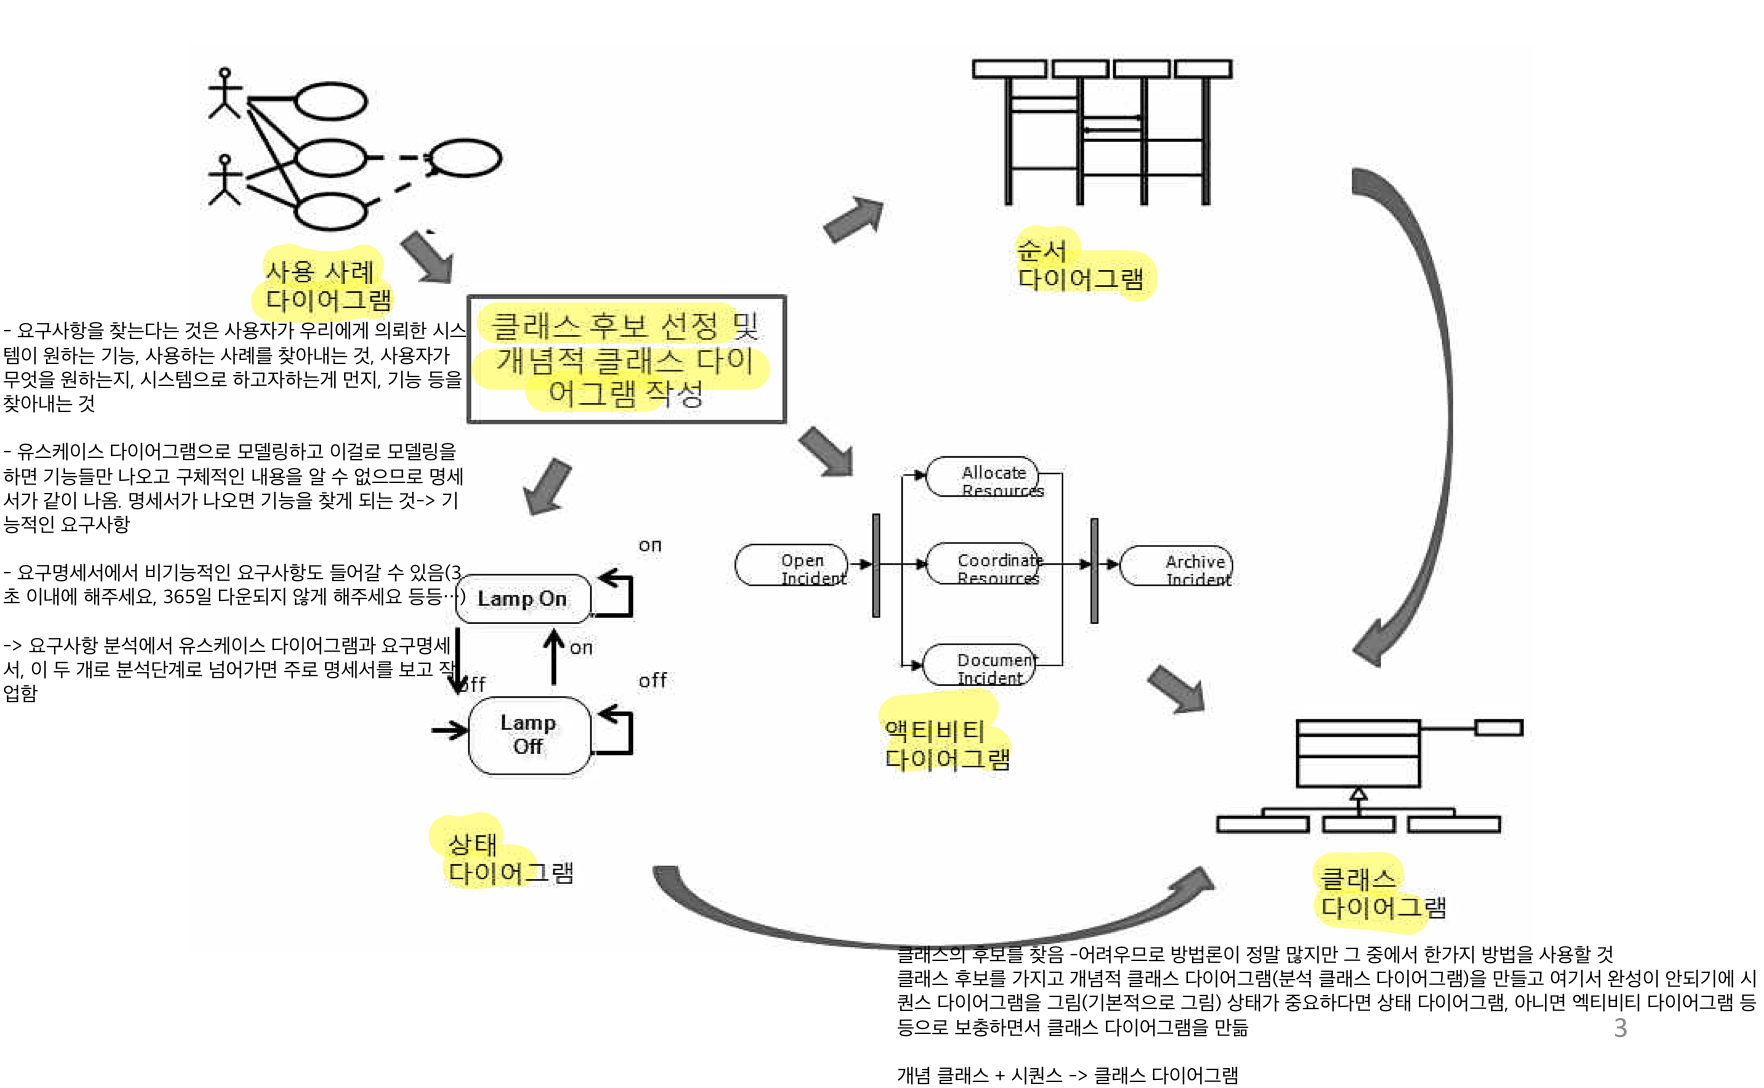 사용 사례
다이어그램
- 요구사항을 찾는다는 것은 사용자가 우리에게 의뢰한 시스
템이 원하는 기능, 사용하는 사례를 찾아내는 것, 사용자가
무엇을 원하는지, 시스템으로 하고자하는게 먼지, 기능 등을
찾아내는 것
- 유스케이스 다이어그램으로 모델링하고 이걸로 모델링을
하면 기능들만 나오고 구체적인 내용을 알 수 없으므로 명세
서가 같이 나옴. 명세서가 나오면 기능을 찾게 되는 것-> 기
능적인 요구사항
- 요구명세서에서 비기능적인 요구사항도 들어갈 수 있음(3
초 이내에 해주세요, 365일 다운되지 않게 해주세요 등등…)
-> 요구사항 분석에서 유스케이스 다이어그램과 요구명세
서, 이 두 개로 분석단계로 넘어가면 주로 명세서를 보고 작
업함
클래스 후보 선정 및
개념적 클래스 다이
어그램 작성
순서
다이어그램
on
Lamp On
on
off
off
Lamp
Off
상태
다이어그램
Open
Incident
Allocate
Resources
Coordinate
Resources
Document
Incident
Archive
Incident
액티비티
다이어그램
클래스
다이어그램
클래스의 후보를 찾음 -어려우므로 방법론이 정말 많지만 그 중에서 한가지 방법을 사용할 것
클래스 후보를 가지고 개념적 클래스 다이어그램(분석 클래스 다이어그램)을 만들고 여기서 완성이 안되기에 시
퀀스 다이어그램을 그림(기본적으로 그림) 상태가 중요하다면 상태 다이어그램, 아니면 엑티비티 다이어그램 등
등으로 보충하면서 클래스 다이어그램을 만듦
개념 클래스 + 시퀀스 -> 클래스 다이어그램
3